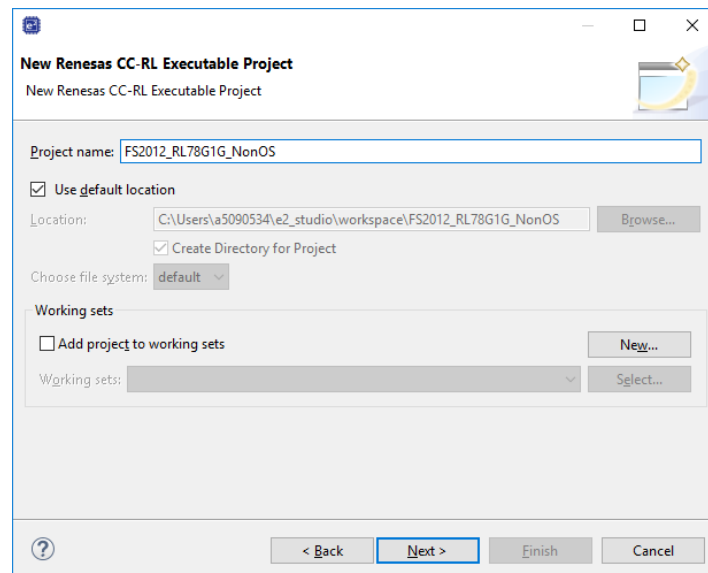 New Renesas CC-RL Executable Project
New Renesas CC-RL Executable Project
Project name: FS2012_RL78G1G_NonOS
Use default location
Location: C:\Users\a5090534\e2_studio\workspace\FS2012_RL78G1G_NonOS Browse...
Create Directory for Project
Choose file system: default
Working sets
Add project to working sets New...
Working sets: Select...
? < Back Next > Finish Cancel